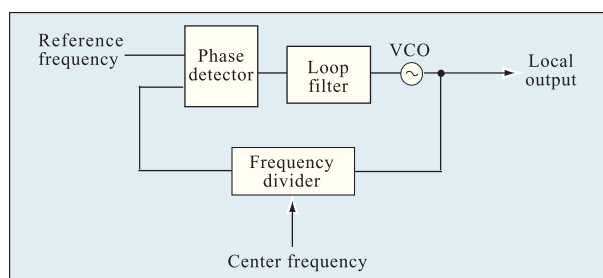 Reference
frequency
Phase
detector
Loop
filter
VCO
Local
output
Frequency
divider
Center frequency